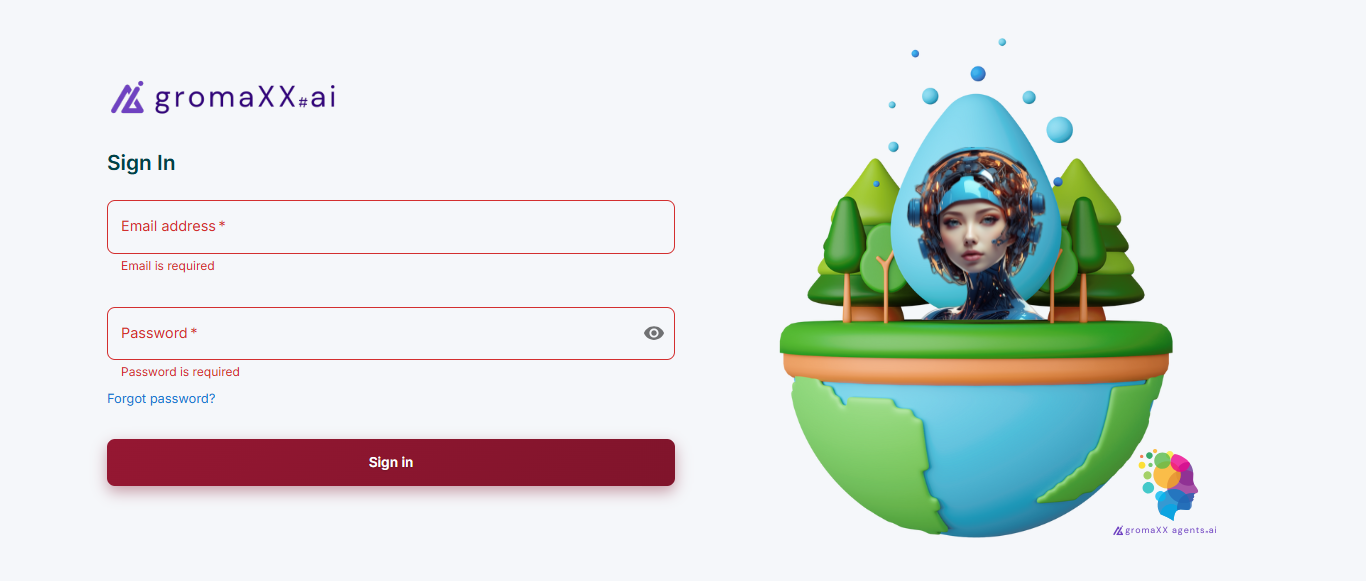 gromaXX#ai
Sign In
Email address *
Email is required
Password *
Password is required
Forgot password?
Sign in
gromaXX agents.ai